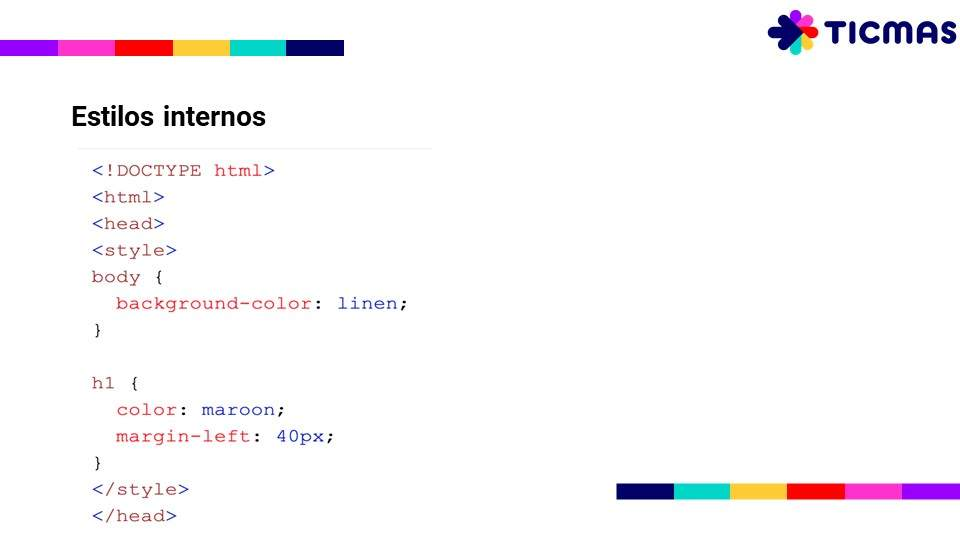 TICMAS
Estilos internos
<!DOCTYPE html>
<html>
<head>
<style>
body {
  background-color: linen;
}

h1 {
  color: maroon;
  margin-left: 40px;
}
</style>
</head>